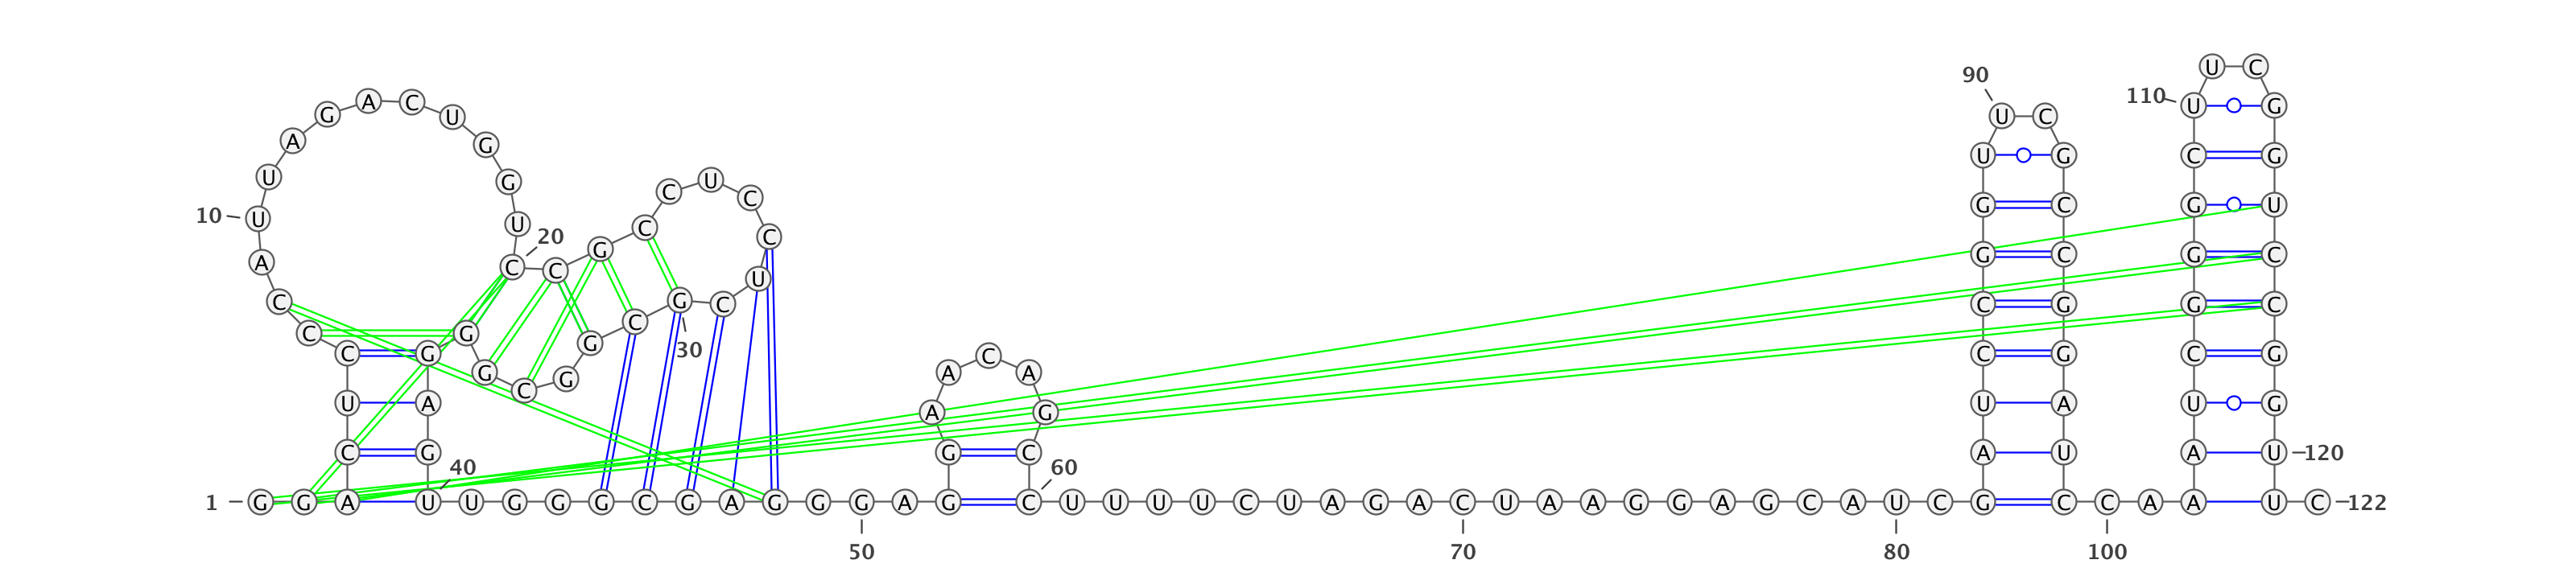 1
G G A C U C C C A U
10
U A G A C U G G U C
20
C G C C U C C U C G
30
C G G C G G G A G U
40
U G G G C G A G G G
50
A G G A A C A G C C
60
U U U U C U A G A C
70
U A A G G A G C A U
80
C G A U C C G G U U
90
C G C C G G A U C C
100
A A A U C G G G C U
110
U C G G U C C G G U
120
U C
122